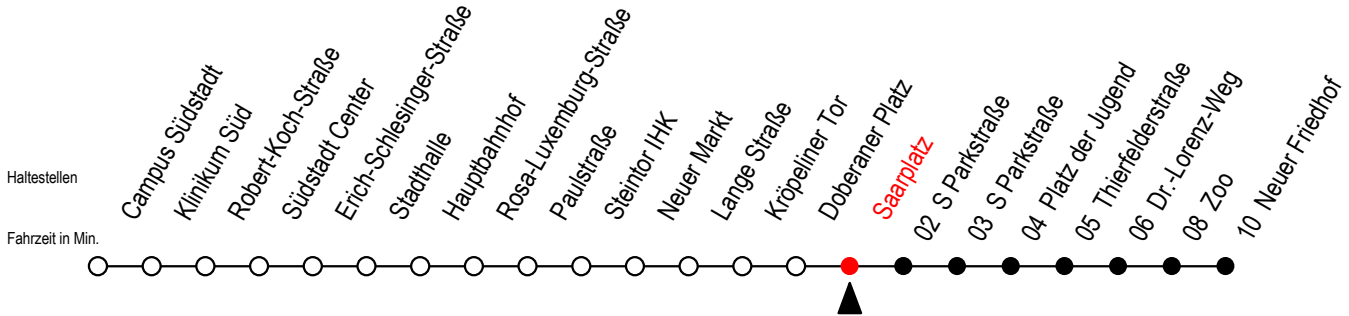 Haltestellen
Fahrzeit in Min.
Campus Südstadt
Klinikum Süd
Robert-Koch-Straße
Südstadt Center
Erich-Schlesinger-Straße
Stadthalle
Hauptbahnhof
Rosa-Luxemburg-Straße
Paulstraße
Steintor IHK
Neuer Markt
Lange Straße
Kröpeliner Tor
Doberaner Platz
Saarplatz
02 S Parkstraße
03 S Parkstraße
04 Platz der Jugend
05 Thierfelderstraße
06 Dr.-Lorenz-Weg
08 Zoo
10 Neuer Friedhof